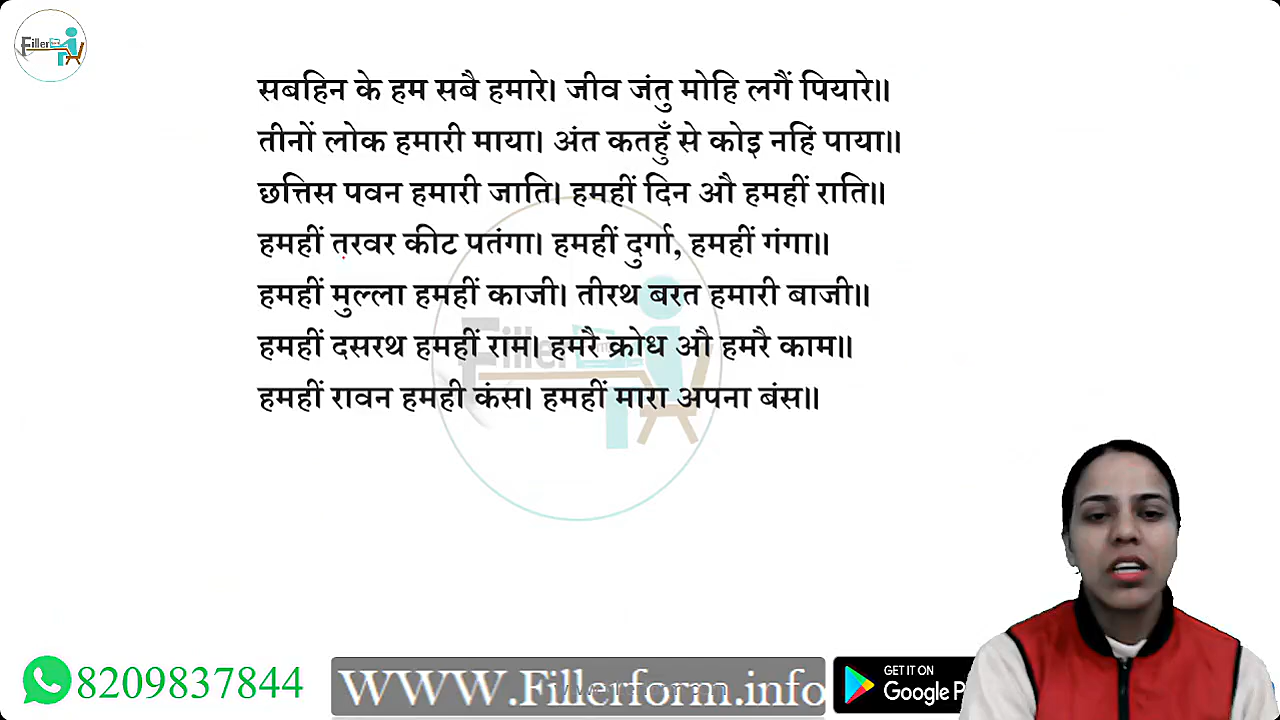 Filler
सबहिन के हम सबै हमारे। जीव जंतु मोहि लगैं पियारे॥
तीनों लोक हमारी माया। अंत कतहुँ से कोइ नहिं पाया॥
छत्तिस पवन हमारी जाति। हमहीं दिन औ हमहीं राति॥
हमहीं तरवर कीट पतंगा। हमहीं दुर्गा, हमहीं गंगा॥
हमहीं मुल्ला हमहीं काजी। तीरथ बरत हमारी बाजी॥
हमहीं दसरथ हमहीं राम। हमरै क्रोध औ हमरै काम॥
हमहीं रावन हमही कंस। हमहीं मारा अपना बंस॥
Filler
8209837844
WWW.Fillerform.info
GET IT ON
Google P